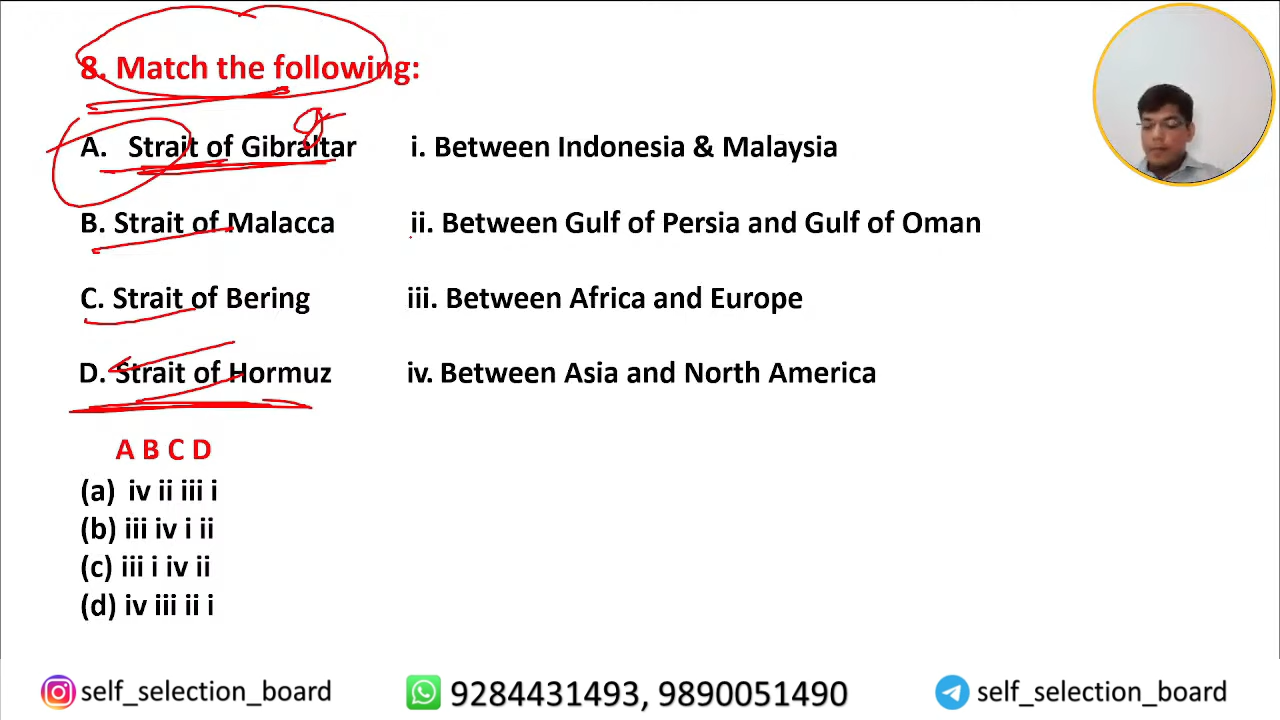 8. Match the following:
A. Strait of Gibraltar i. Between Indonesia & Malaysia
B. Strait of Malacca ii. Between Gulf of Persia and Gulf of Oman
C. Strait of Bering iii. Between Africa and Europe
D. Strait of Hormuz iv. Between Asia and North America
A B C D
(a) iv ii iii i
(b) iii iv i ii
(c) iii i iv ii
(d) iv iii ii i
self_selection_board 9284431493, 9890051490 self_selection_board